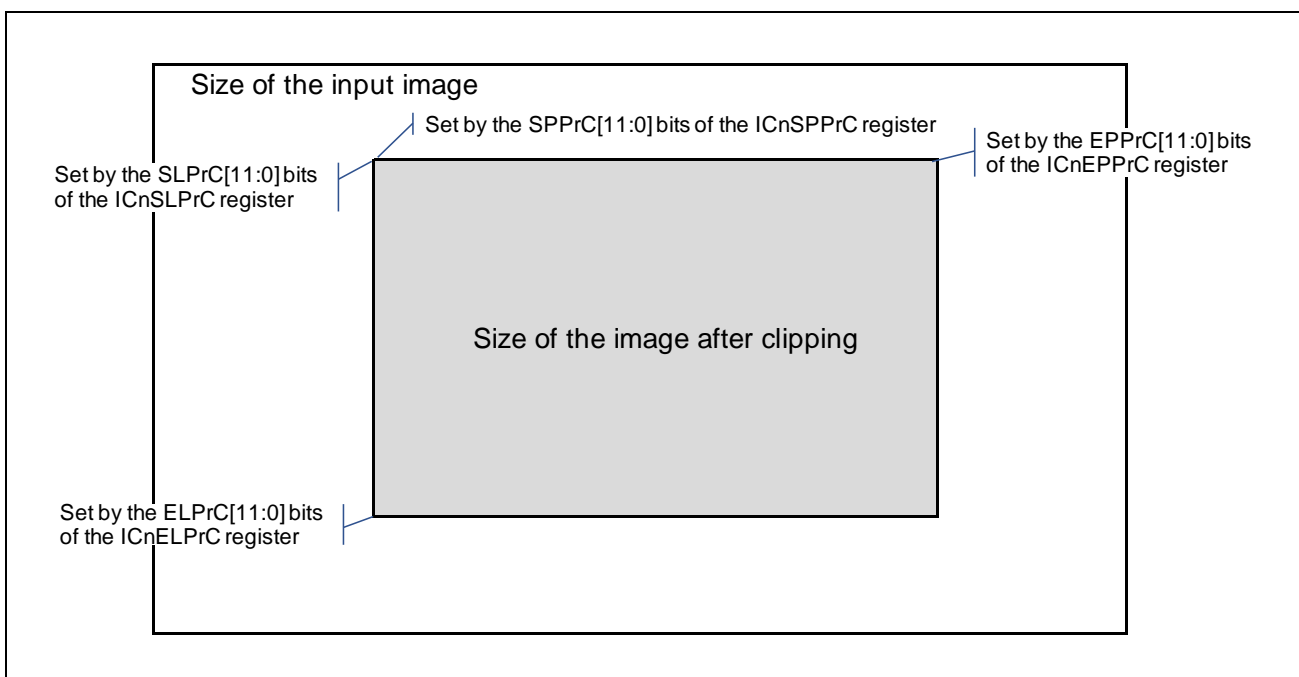 Size of the input image
Set by the SPPrC[11:0] bits of the ICnSPPrC register
Set by the EPPrC[11:0] bits
of the ICnEPPrC register
Set by the SLPrC[11:0] bits
of the ICnSLPrC register
Size of the image after clipping
Set by the ELPrC[11:0] bits
of the ICnELPrC register